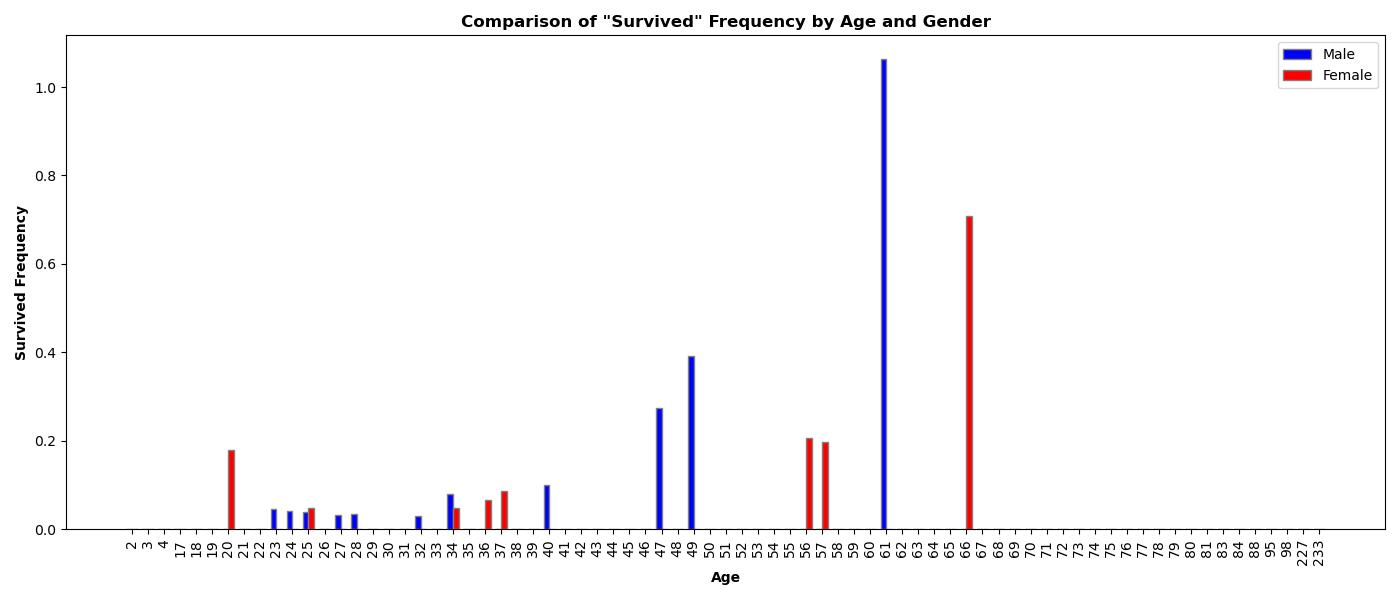 Comparison of "Survived" Frequency by Age and Gender
Male
Female
Survived Frequency
1.0
0.8
0.6
0.4
0.2
0.0
2 3 4 17 18 19 20 21 22 23 24 25 26 27 28 29 30 31 32 33 34 35 36 37 38 39 40 41 42 43 44 45 46 47 48 49 50 51 52 53 54 55 56 57 58 59 60 61 62 63 64 65 66 67 68 69 70 71 72 73 74 75 76 77 78 79 80 81 83 84 88 95 98 227 233
Age